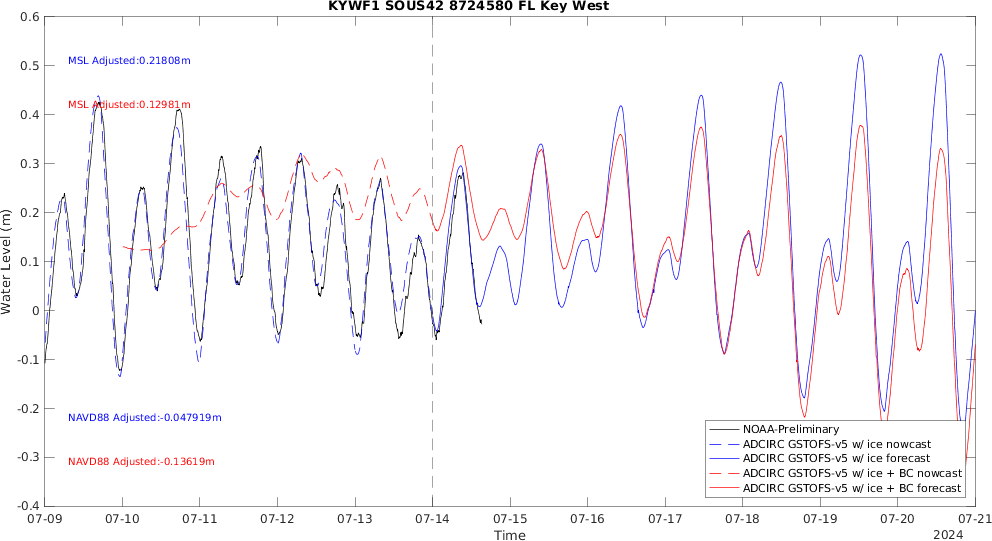 KYWF1 SOUS42 8724580 FL Key West
0.6
0.5
0.4
0.3
0.2
0.1
0
-0.1
-0.2
-0.3
-0.4
Water Level (m)
MSL Adjusted:0.21808m
MSL Adjusted:0.12981m
NAVD88 Adjusted:-0.047919m
NAVD88 Adjusted:-0.13619m
NOAA-Preliminary
ADCIRC GSTOFS-v5 w/ ice nowcast
ADCIRC GSTOFS-v5 w/ ice forecast
ADCIRC GSTOFS-v5 w/ ice + BC nowcast
ADCIRC GSTOFS-v5 w/ ice + BC forecast
07-09 07-10 07-11 07-12 07-13 07-14 07-15 07-16 07-17 07-18 07-19 07-20 07-21
Time
2024